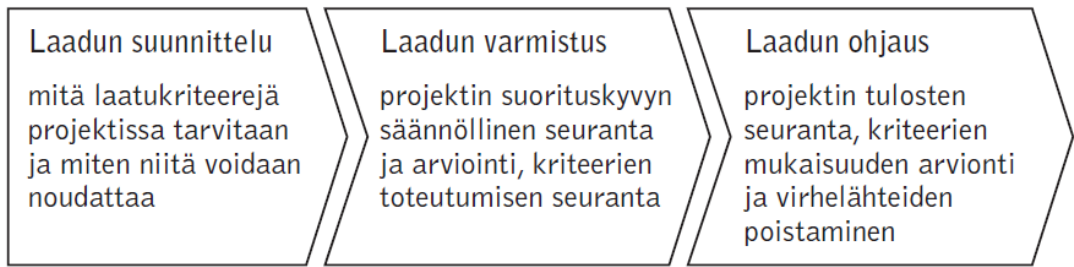 Laadun suunnittelu
mitä laatukriteerejä
projektissa tarvitaan
ja miten niitä voidaan
noudattaa
Laadun varmistus
projektin suorituskyvyn
säännöllinen seuranta
ja arviointi, kriteerien
toteutumisen seuranta
Laadun ohjaus
projektin tulosten
seuranta, kriteerien
mukaisuuden arvionti
ja virhelähteiden
poistaminen